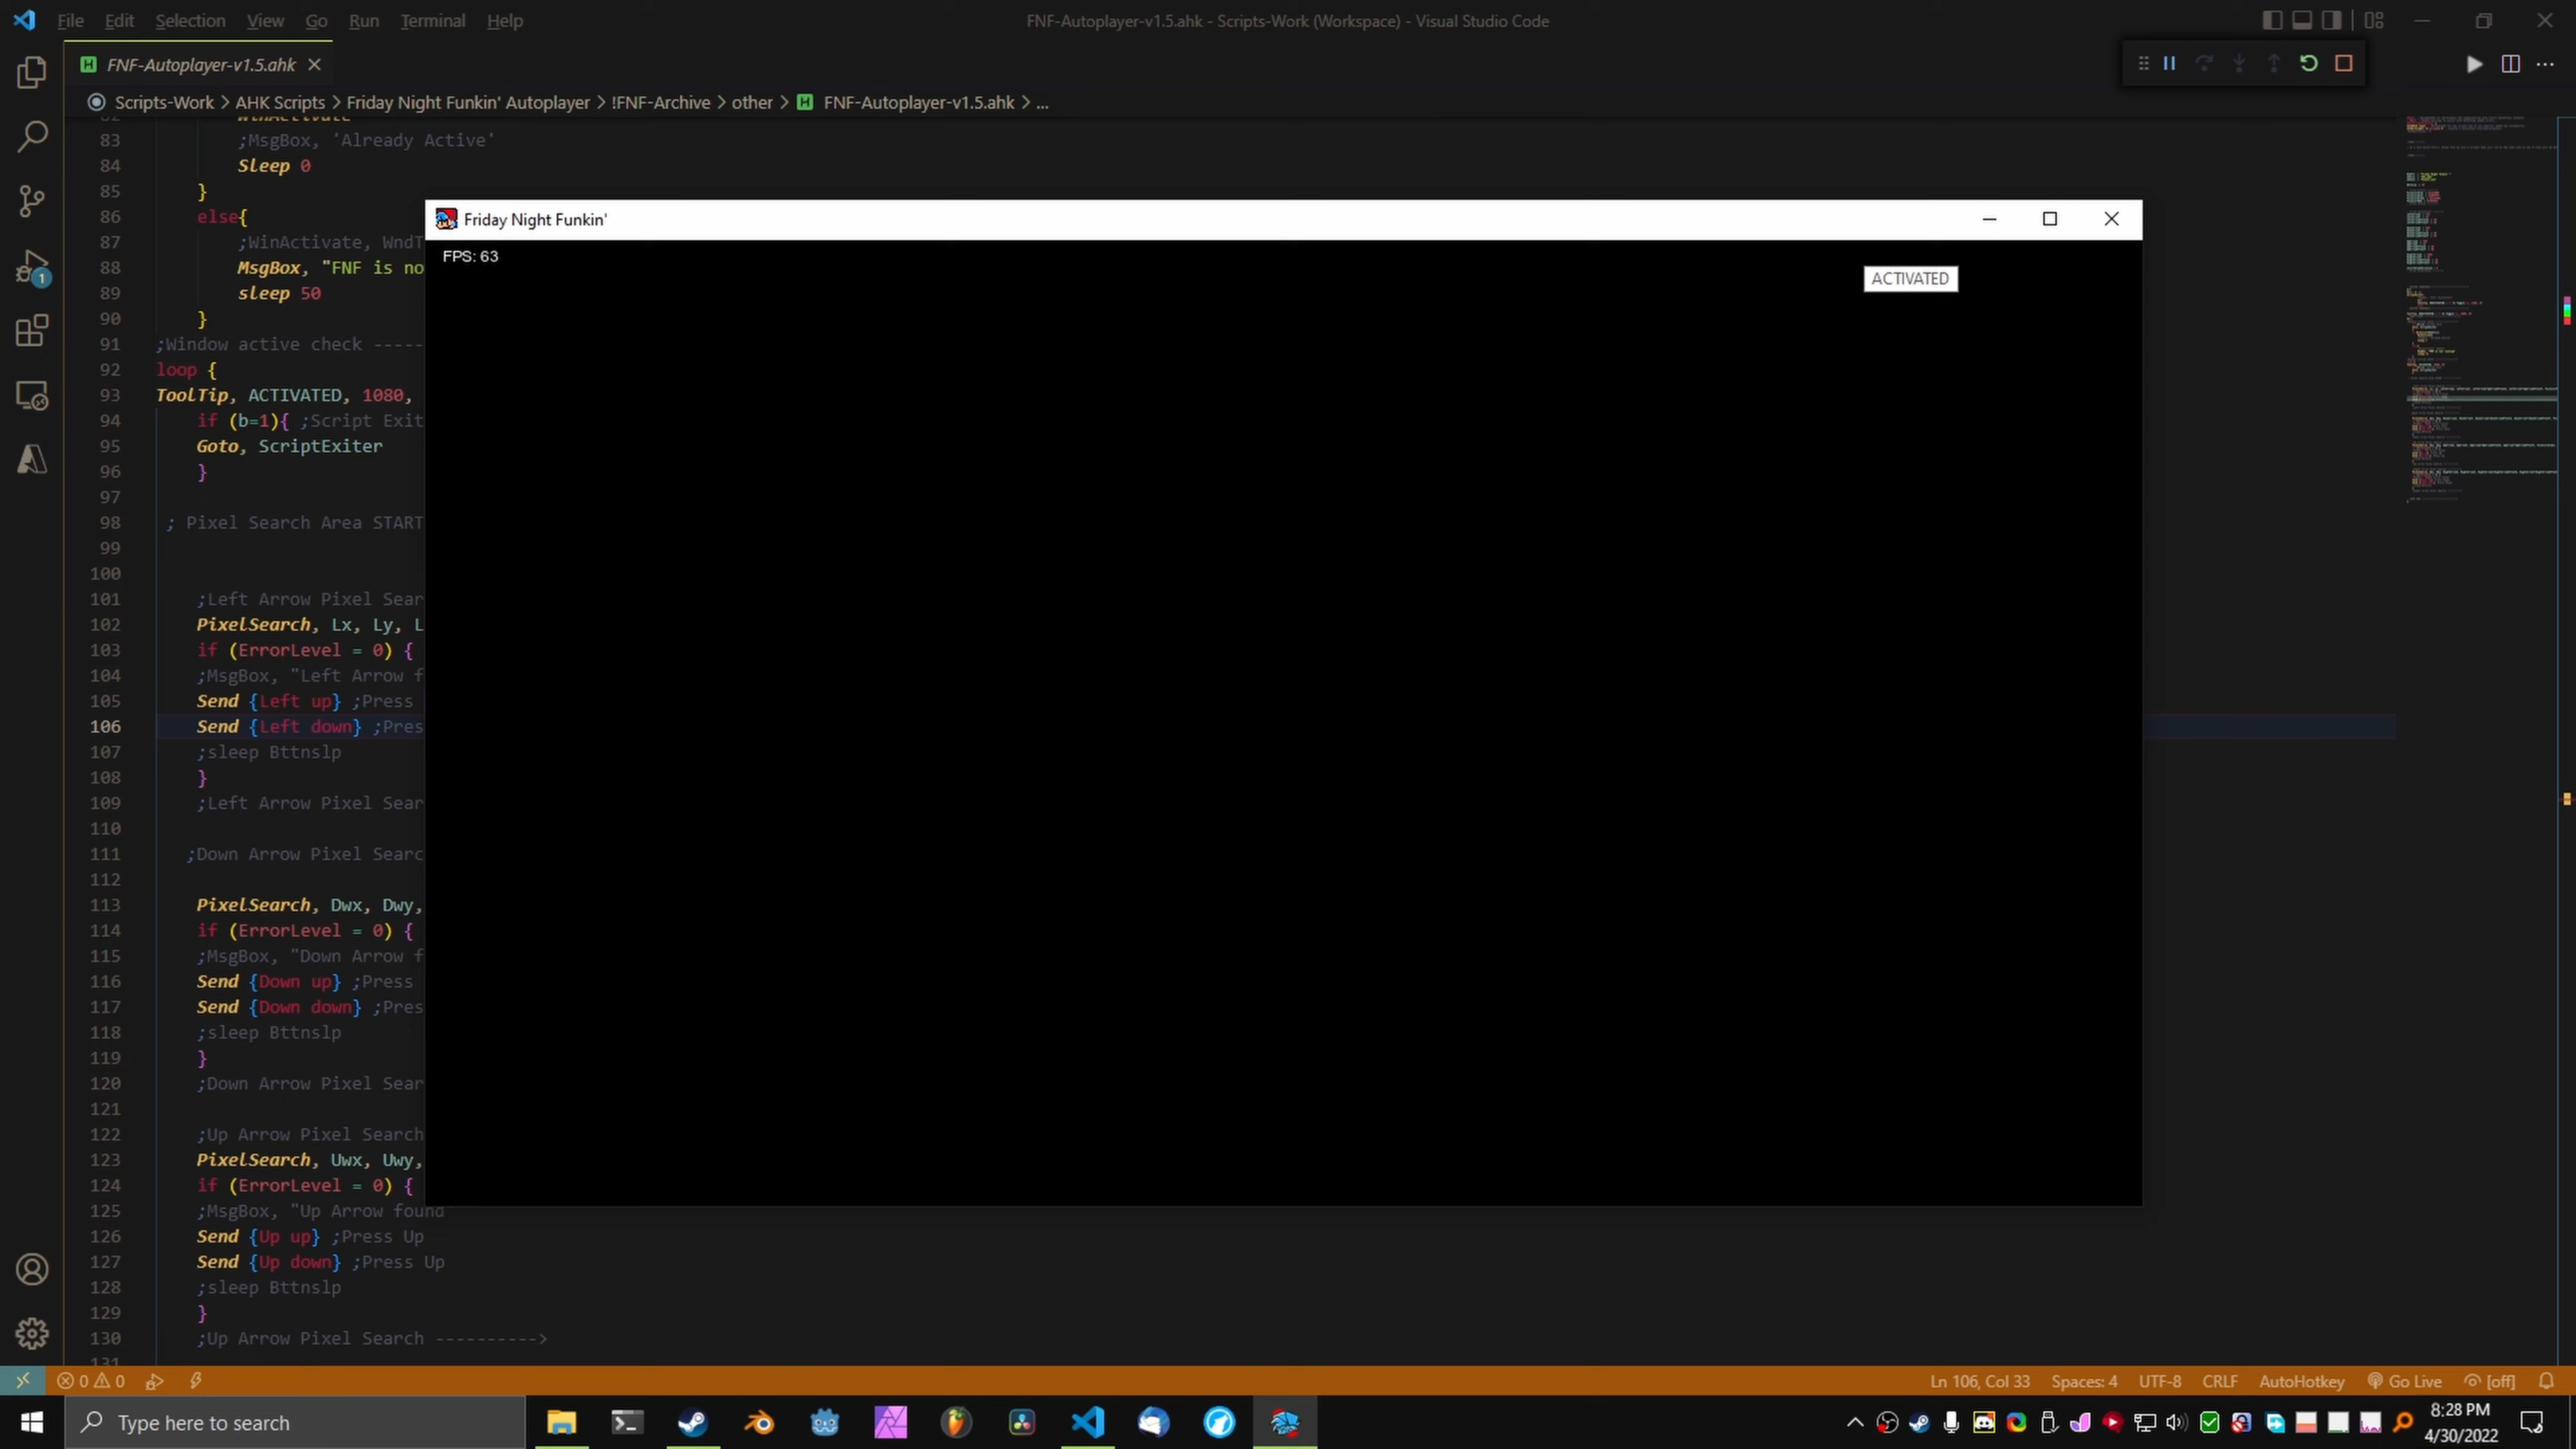 File Edit Selection View Go Run Terminal Help
FNF-Autoplayer-v1.5.ahk - Scripts-Work (Workspace) - Visual Studio Code
FNF-Autoplayer-v1.5.ahk
Scripts-Work > AHK Scripts > Friday Night Funkin' Autoplayer > !FNF-Archive > other > FNF-Autoplayer-v1.5.ahk > ...
82 WinActivate
83 ;MsgBox, 'Already Active'
84 Sleep 0
85 }
86 else{
87 ;WinActivate, WndT
88 MsgBox, "FNF is no
89 sleep 50
90 }
91 ;Window active check -----
92 loop {
93 ToolTip, ACTIVATED, 1080,
94 if (b=1){ ;Script Exit
95 Goto, ScriptExiter
96 }
97
98 ; Pixel Search Area START
99
100
101 ;Left Arrow Pixel Sear
102 PixelSearch, Lx, Ly, L
103 if (ErrorLevel = 0) {
104 ;MsgBox, "Left Arrow f
105 Send {Left up} ;Press
106 Send {Left down} ;Pres
107 ;sleep Bttnslp
108 }
109 ;Left Arrow Pixel Sear
110
111 ;Down Arrow Pixel Searc
112
113 PixelSearch, Dwx, Dwy,
114 if (ErrorLevel = 0) {
115 ;MsgBox, "Down Arrow f
116 Send {Down up} ;Press
117 Send {Down down} ;Pres
118 ;sleep Bttnslp
119 }
120 ;Down Arrow Pixel Sear
121
122 ;Up Arrow Pixel Search
123 PixelSearch, Uwx, Uwy,
124 if (ErrorLevel = 0) {
125 ;MsgBox, "Up Arrow found
126 Send {Up up} ;Press Up
127 Send {Up down} ;Press Up
128 ;sleep Bttnslp
129 }
130 ;Up Arrow Pixel Search ---------->
131
Friday Night Funkin'
FPS: 63
ACTIVATED
1
0 0
Ln 106, Col 33 Spaces: 4 UTF-8 CRLF AutoHotkey Go Live [off]
Type here to search
8:28 PM
4/30/2022